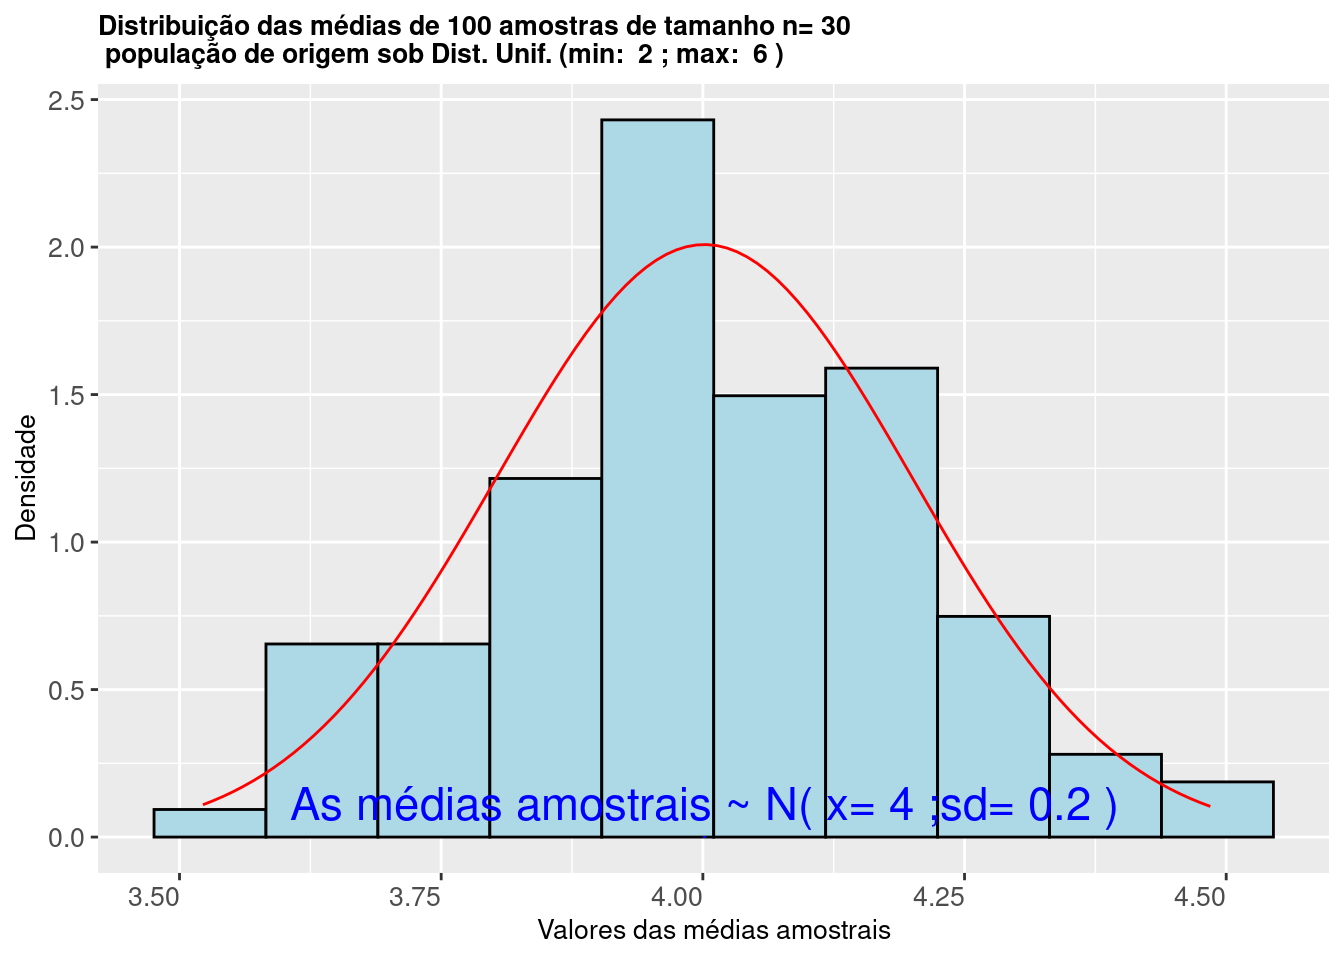 Distribuição das médias de 100 amostras de tamanho n= 30
população de origem sob Dist. Unif. (min:  2 ; max:  6 )
2.5
2.0
1.5
1.0
0.5
0.0
Densidade
As médias amostrais ~ N( x= 4 ;sd= 0.2 )
3.50 3.75 4.00 4.25 4.50
Valores das médias amostrais